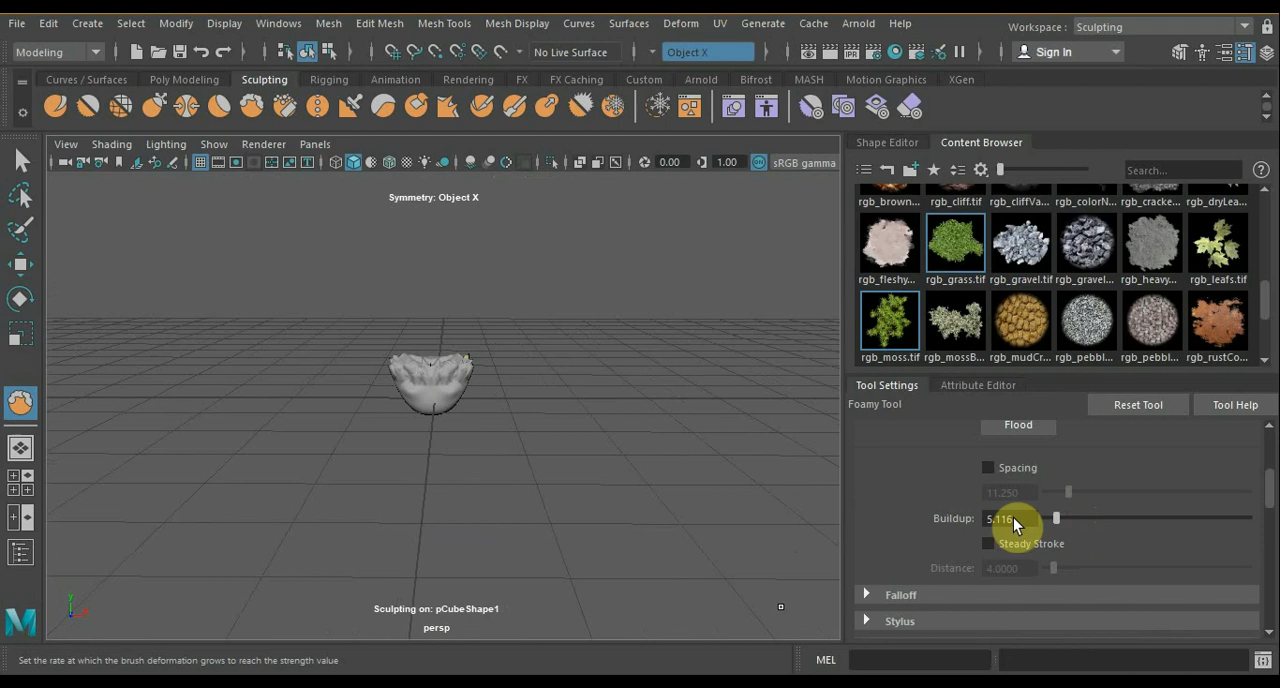 File Edit Create Select Modify Display Windows Mesh Edit Mesh Mesh Tools Mesh Display Curves Surfaces Deform UV Generate Cache Arnold Help Workspace : Sculpting
Modeling No Live Surface Object X Sign In
Curves / Surfaces Poly Modeling Sculpting Rigging Animation Rendering FX FX Caching Custom Arnold Bifrost MASH Motion Graphics XGen
View Shading Lighting Show Renderer Panels Shape Editor Content Browser
0.00 1.00 ON sRGB gamma Search...
Symmetry: Object X
rgb_brown... rgb_cliff.tif rgb_cliffVa... rgb_colorN... rgb_cracke... rgb_dryLea...
rgb_fleshy... rgb_grass.tif rgb_gravel.tif rgb_gravel... rgb_heavy... rgb_leafs.tif
rgb_moss.tif rgb_mossB... rgb_mudCr... rgb_pebbl... rgb_pebbl... rgb_rustCo...
Tool Settings Attribute Editor
Foamy Tool Reset Tool Tool Help
Flood
Spacing
11.250
Buildup: 5.116
Steady Stroke
Distance: 4.0000
Falloff
Stylus
Sculpting on: pCubeShape1
persp
Set the rate at which the brush deformation grows to reach the strength value MEL